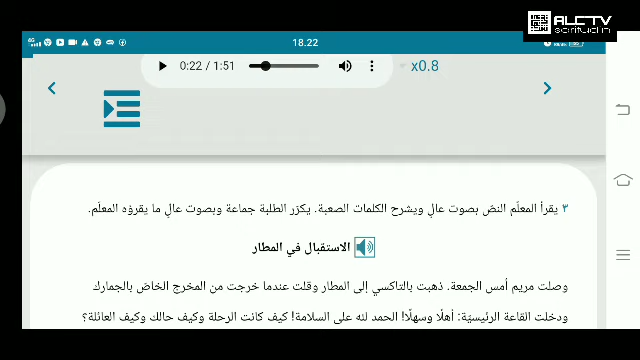 ALCTV
18.22
0:22 / 1:51
x0.8
٣ يقرأ المعلّم النصّ بصوت عالٍ ويشرح الكلمات الصعبة. يكرّر الطلبة جماعة وبصوت عالٍ ما يقرؤه المعلّم.
الاستقبال في المطار
وصلت مريم أمس الجمعة. ذهبت بالتاكسي إلى المطار وقلت عندما خرجت من المخرج الخاصّ بالجمارك
ودخلت القاعة الرئيسيّة: أهلًا وسهلًا! الحمد لله على السلامة! كيف كانت الرحلة وكيف حالك وكيف العائلة؟